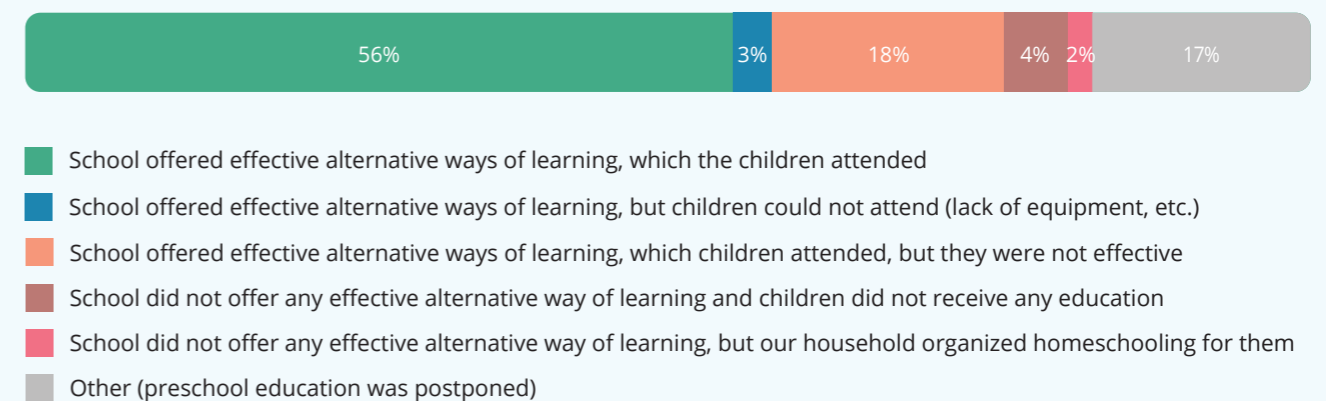 56% 3% 18% 4% 2% 17%
School offered effective alternative ways of learning, which the children attended
School offered effective alternative ways of learning, but children could not attend (lack of equipment, etc.)
School offered effective alternative ways of learning, which children attended, but they were not effective
School did not offer any effective alternative way of learning and children did not receive any education
School did not offer any effective alternative way of learning, but our household organized homeschooling for them
Other (preschool education was postponed)